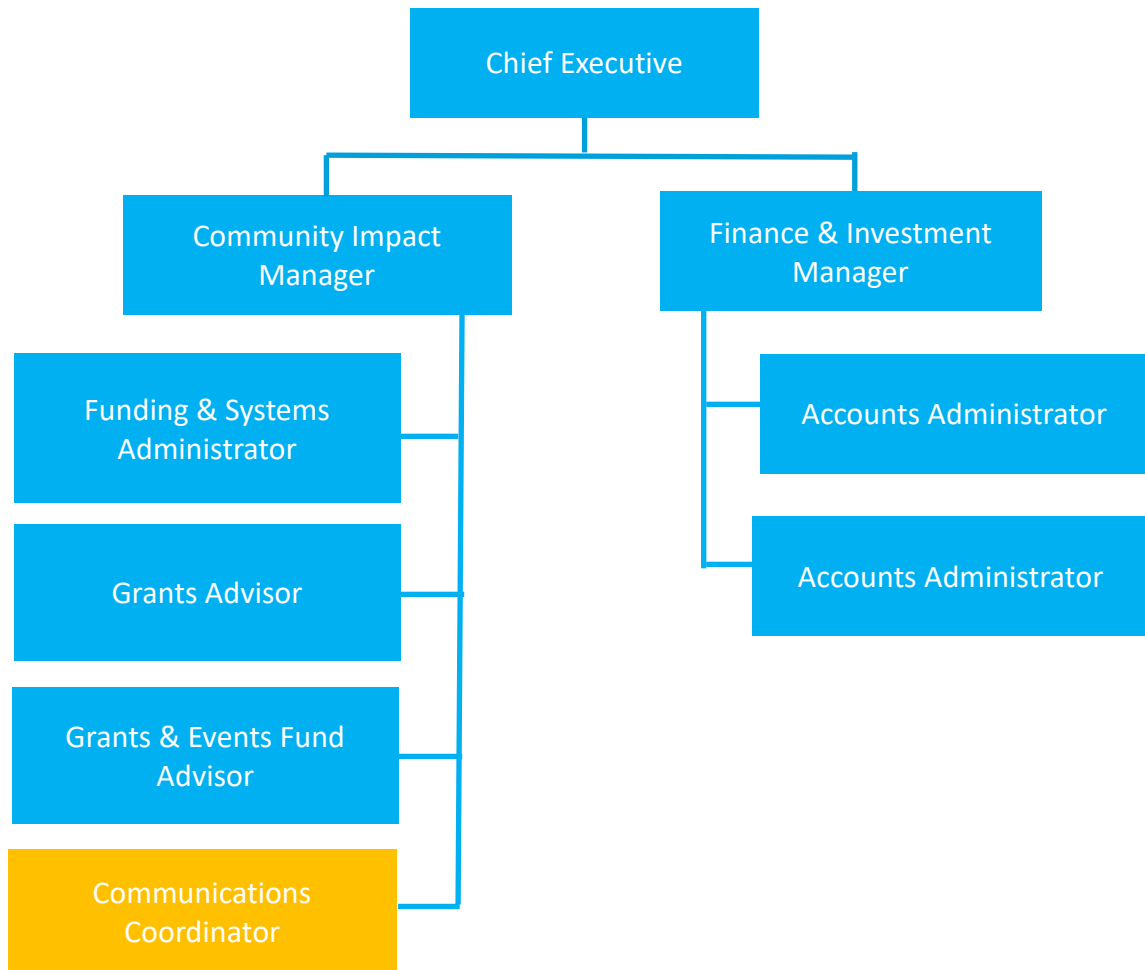 Chief Executive
Community Impact
Manager
Finance & Investment
Manager
Funding & Systems
Administrator
Grants Advisor
Grants & Events Fund
Advisor
Communications
Coordinator
Accounts Administrator
Accounts Administrator